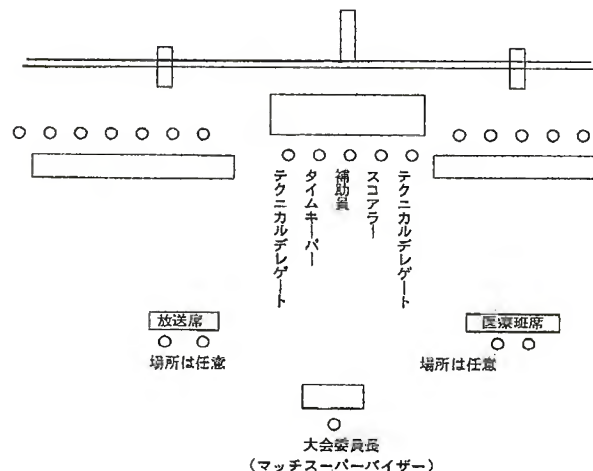 テクニカルデレゲート
タイムキーパー
補助員
スコアラー
テクニカルデレゲート
放送席
医療班席
場所は任意
場所は任意
大会委員長
（マッチスーパーバイザー）